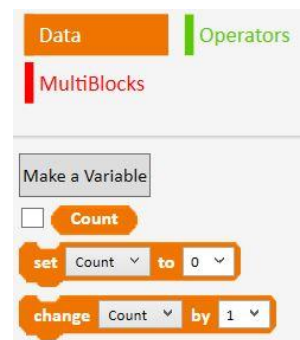 Data Operators
MultiBlocks
Make a Variable
Count
set Count to 0
change Count by 1